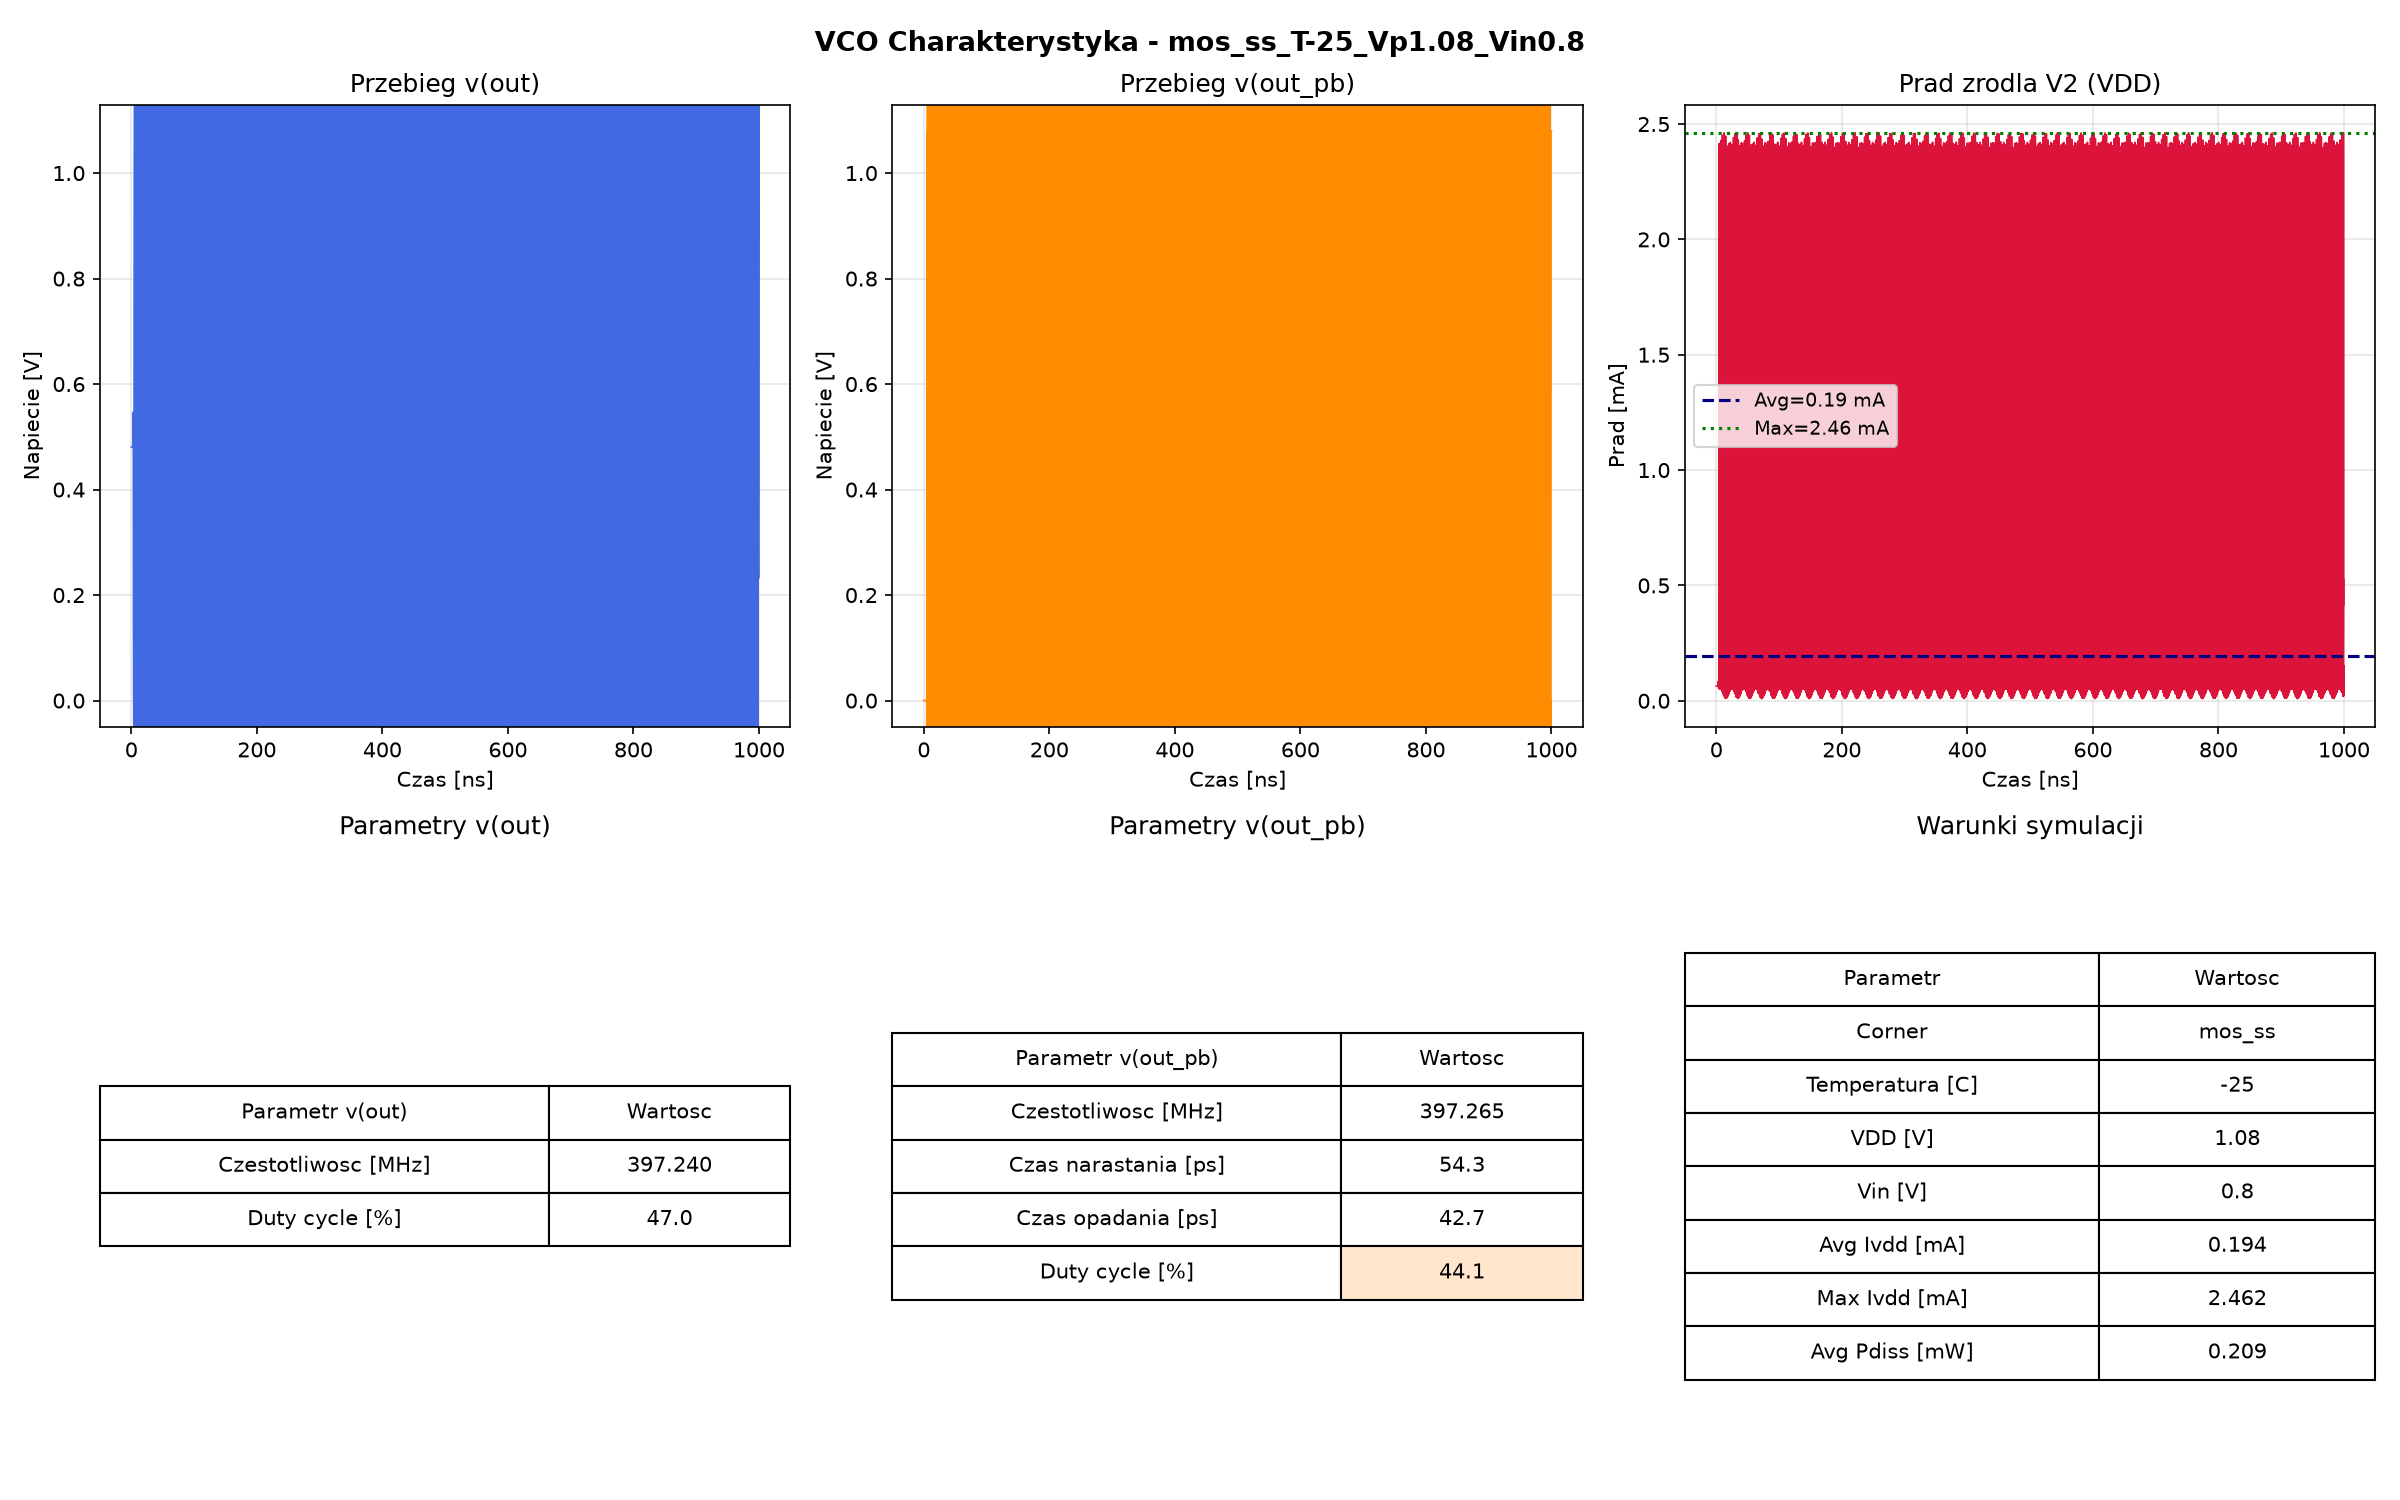 VCO Charakterystyka - mos_ss_T-25_Vp1.08_Vin0.8
Przebieg v(out)
Napiecie [V]
1.0
0.8
0.6
0.4
0.2
0.0
0 200 400 600 800 1000
Czas [ns]
Przebieg v(out_pb)
Napiecie [V]
1.0
0.8
0.6
0.4
0.2
0.0
0 200 400 600 800 1000
Czas [ns]
Prad zrodla V2 (VDD)
Prad [mA]
2.5
2.0
1.5
1.0
0.5
0.0
Avg=0.19 mA
Max=2.46 mA
0 200 400 600 800 1000
Czas [ns]
Parametry v(out)
Parametr v(out) Wartosc
Czestotliwosc [MHz] 397.240
Duty cycle [%] 47.0
Parametry v(out_pb)
Parametr v(out_pb) Wartosc
Czestotliwosc [MHz] 397.265
Czas narastania [ps] 54.3
Czas opadania [ps] 42.7
Duty cycle [%] 44.1
Warunki symulacji
Parametr Wartosc
Corner mos_ss
Temperatura [C] -25
VDD [V] 1.08
Vin [V] 0.8
Avg Ivdd [mA] 0.194
Max Ivdd [mA] 2.462
Avg Pdiss [mW] 0.209